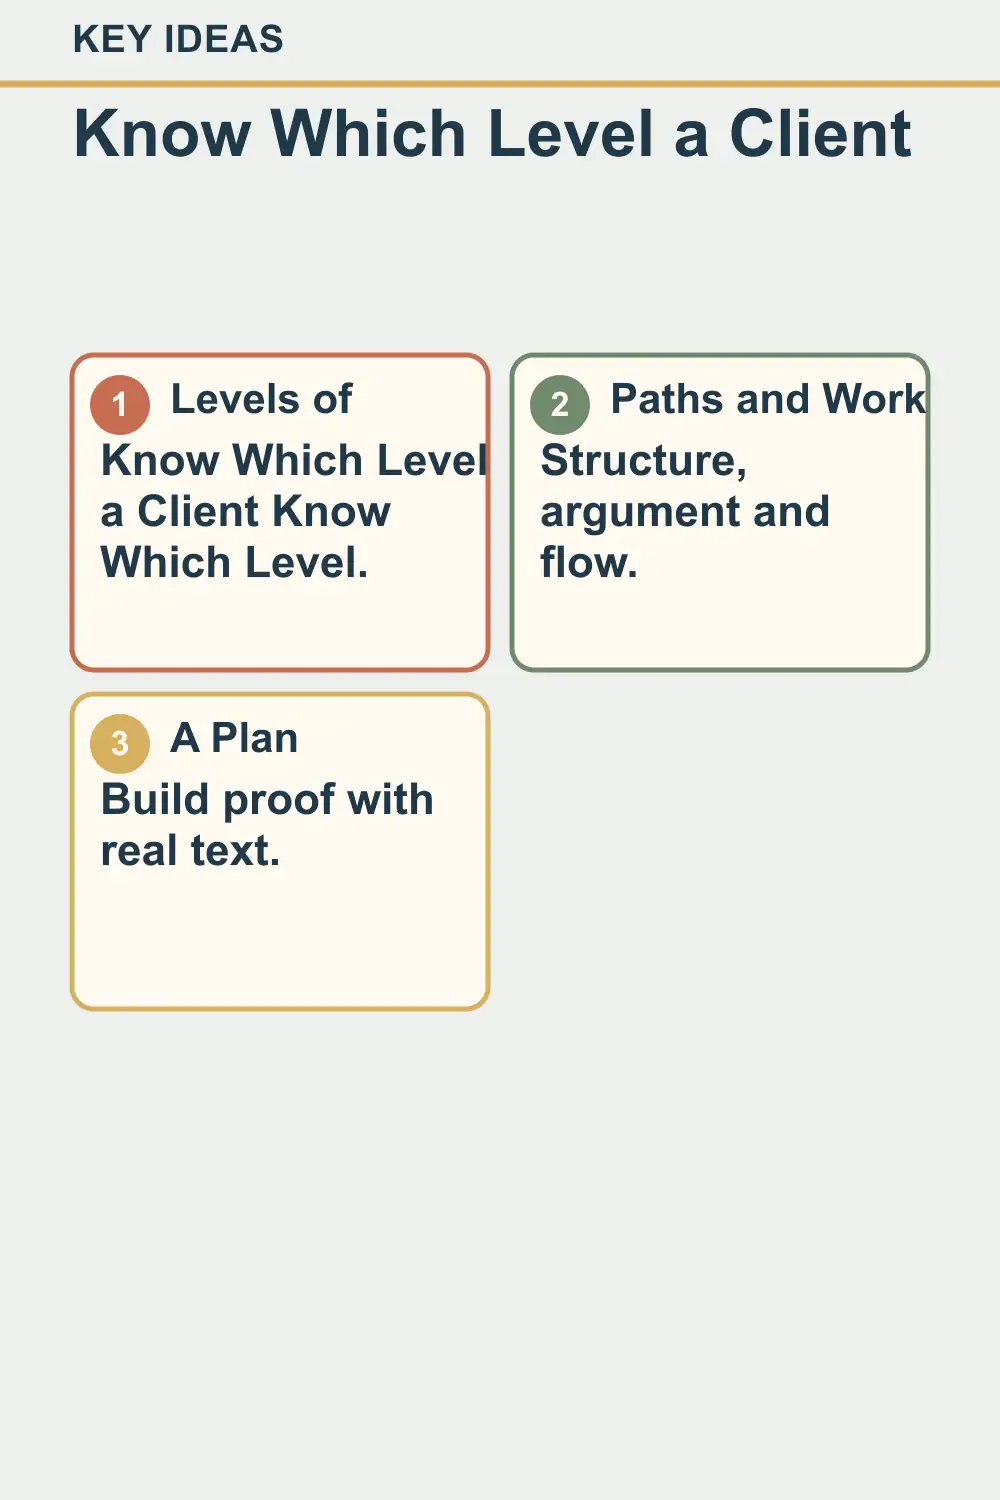 KEY IDEAS
Know Which Level a Client
1 Levels of
Know Which Level
a Client Know
Which Level.
2 Paths and Work
Structure,
argument and
flow.
3 A Plan
Build proof with
real text.